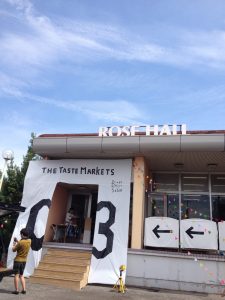 ROSE HALL
THE TASTE MARKETS
03